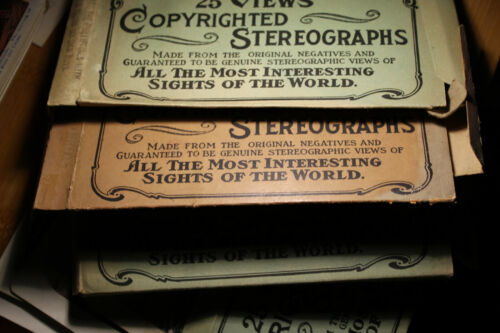 25 VIEWS
COPYRIGHTED
STEREOGRAPHS
MADE FROM THE ORIGINAL NEGATIVES AND
GUARANTEED TO BE GENUINE STEREOGRAPHIC VIEWS OF
ALL THE MOST INTERESTING
SIGHTS OF THE WORLD.
STEREOGRAPHS
MADE FROM THE ORIGINAL NEGATIVES AND
GUARANTEED TO BE GENUINE STEREOGRAPHIC VIEWS OF
ALL THE MOST INTERESTING
SIGHTS OF THE WORLD.
SIGHTS OF THE WORLD.
25